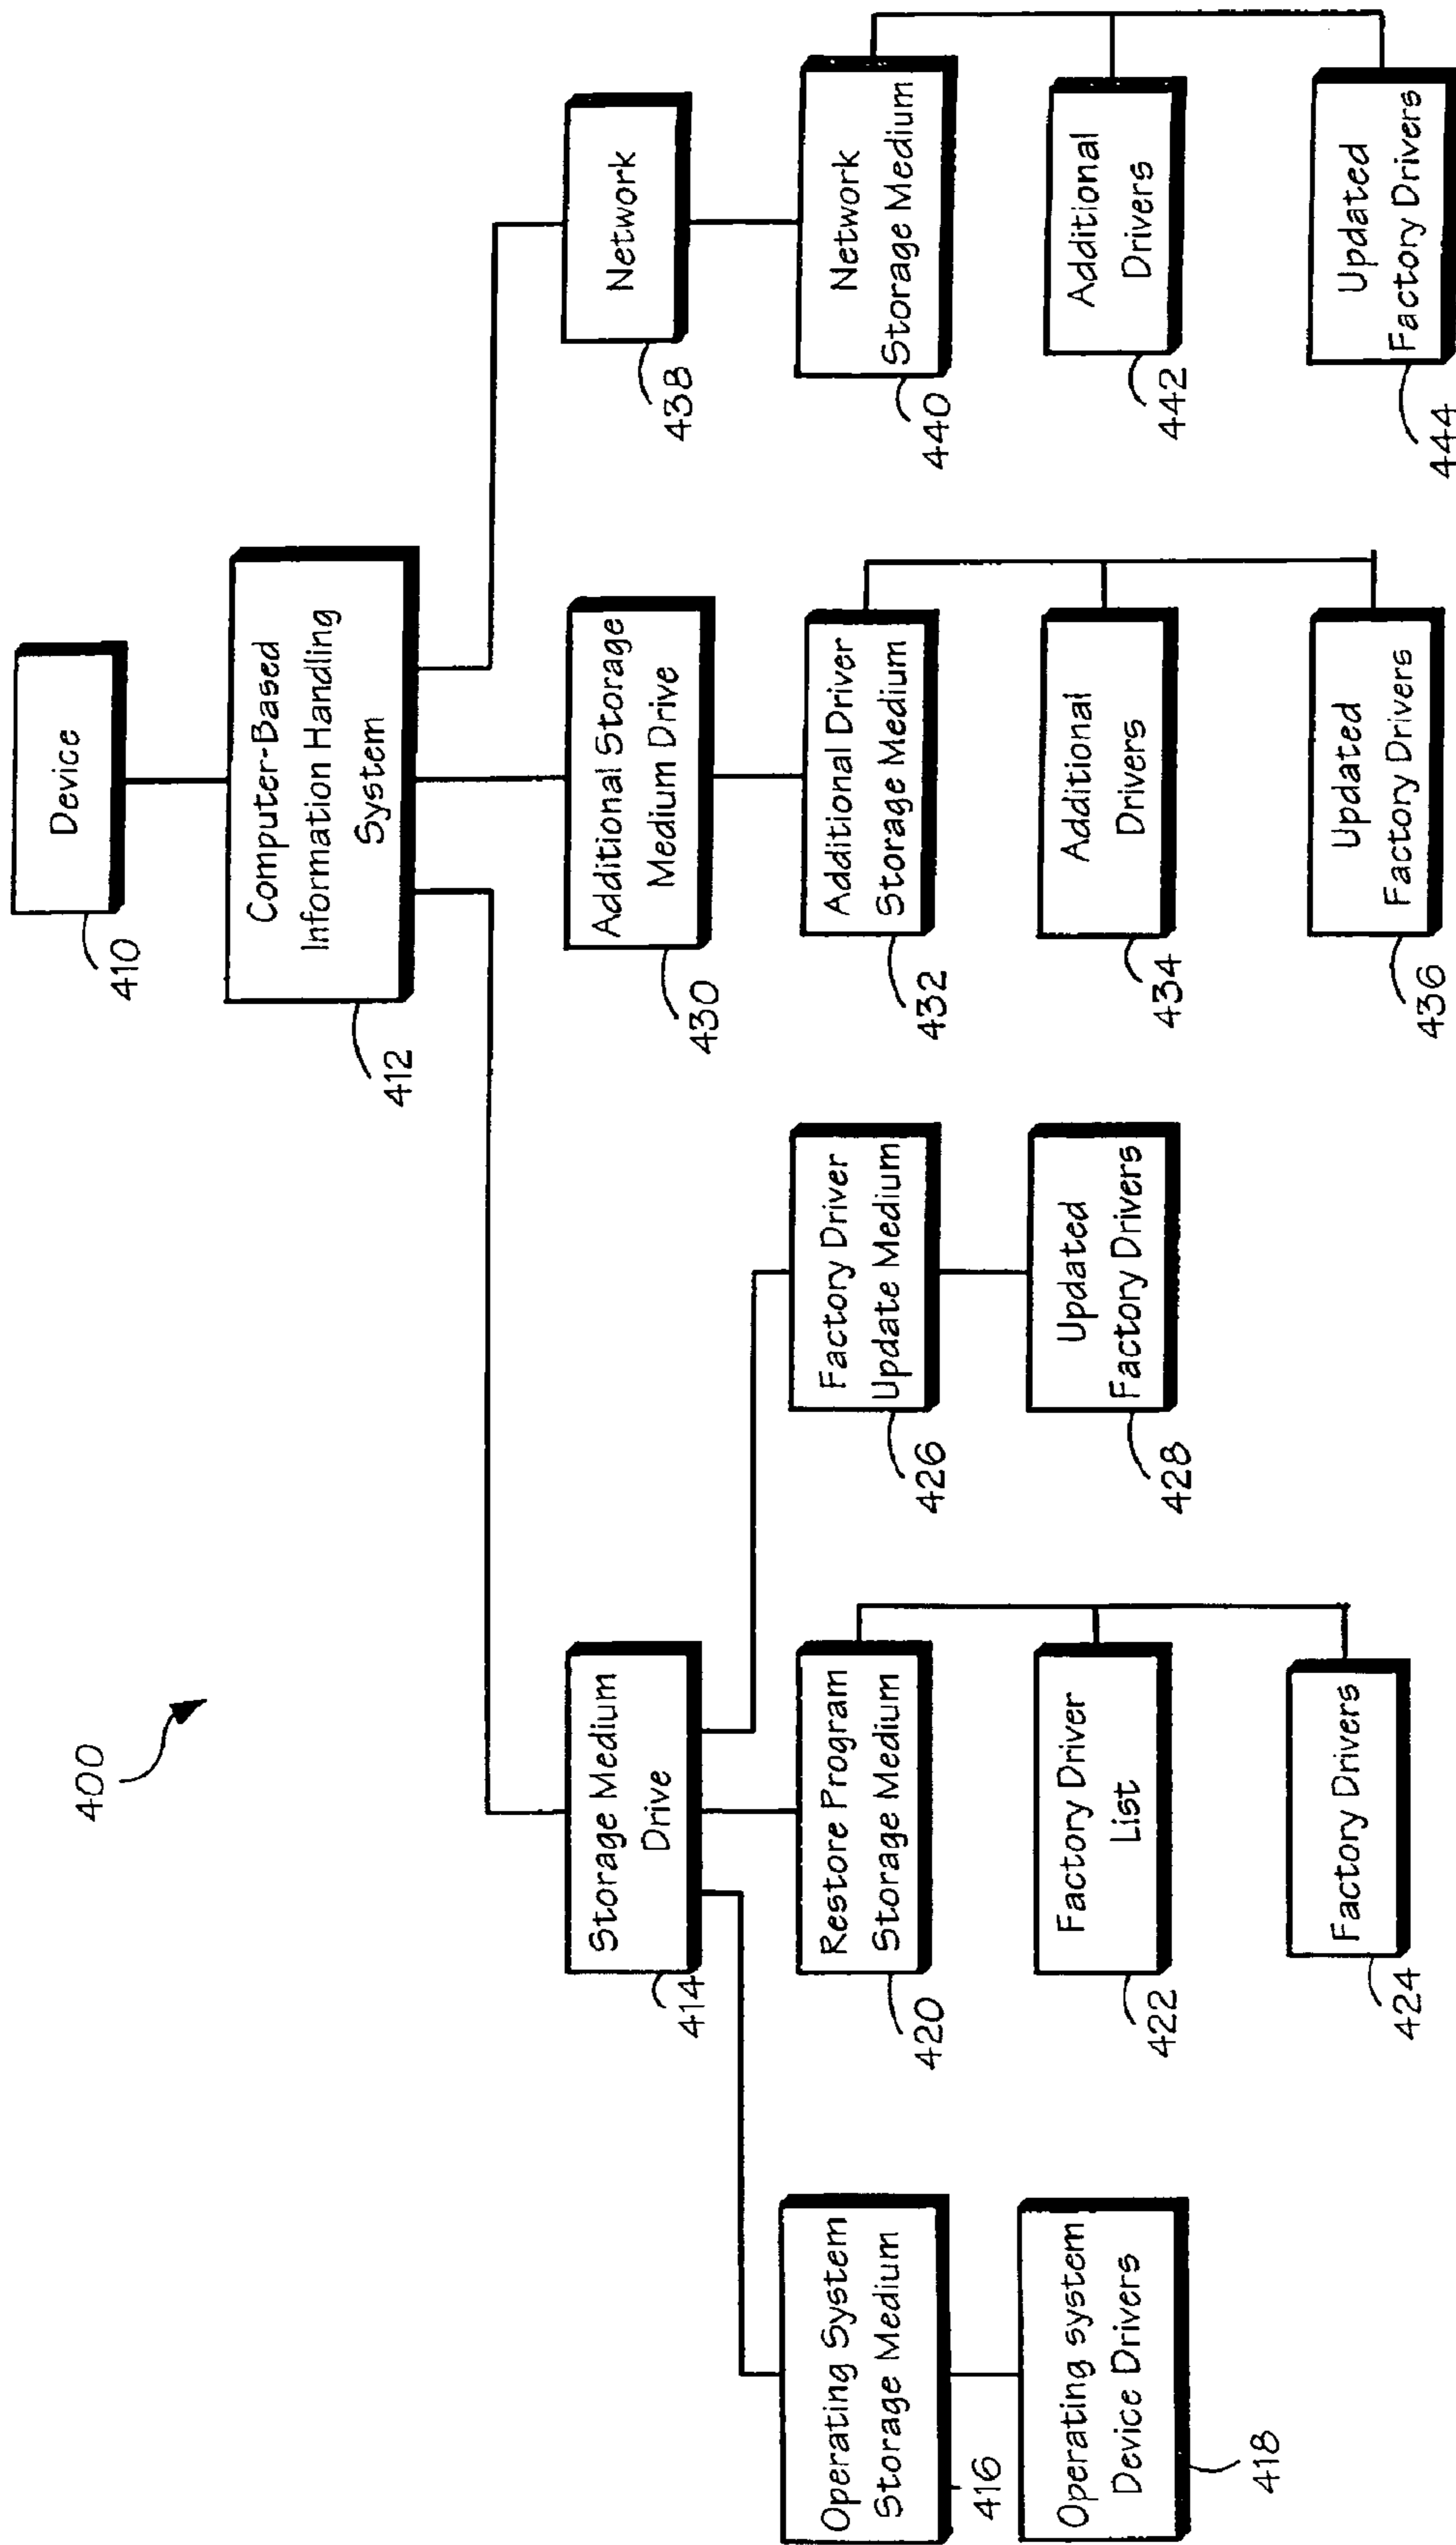 400
Device
410
Computer-Based
Information Handling
System
412
Storage Medium
Drive
414
Additional Storage
Medium Drive
430
Network
438
Operating System
Storage Medium
416
Restore Program
Storage Medium
420
Factory Driver
Update Medium
426
Additional Driver
Storage Medium
432
Network
Storage Medium
440
Operating system
Device Drivers
418
Factory Driver
List
422
Updated
Factory Drivers
428
Additional
Drivers
434
Additional
Drivers
442
Factory Drivers
424
Updated
Factory Drivers
436
Updated
Factory Drivers
444